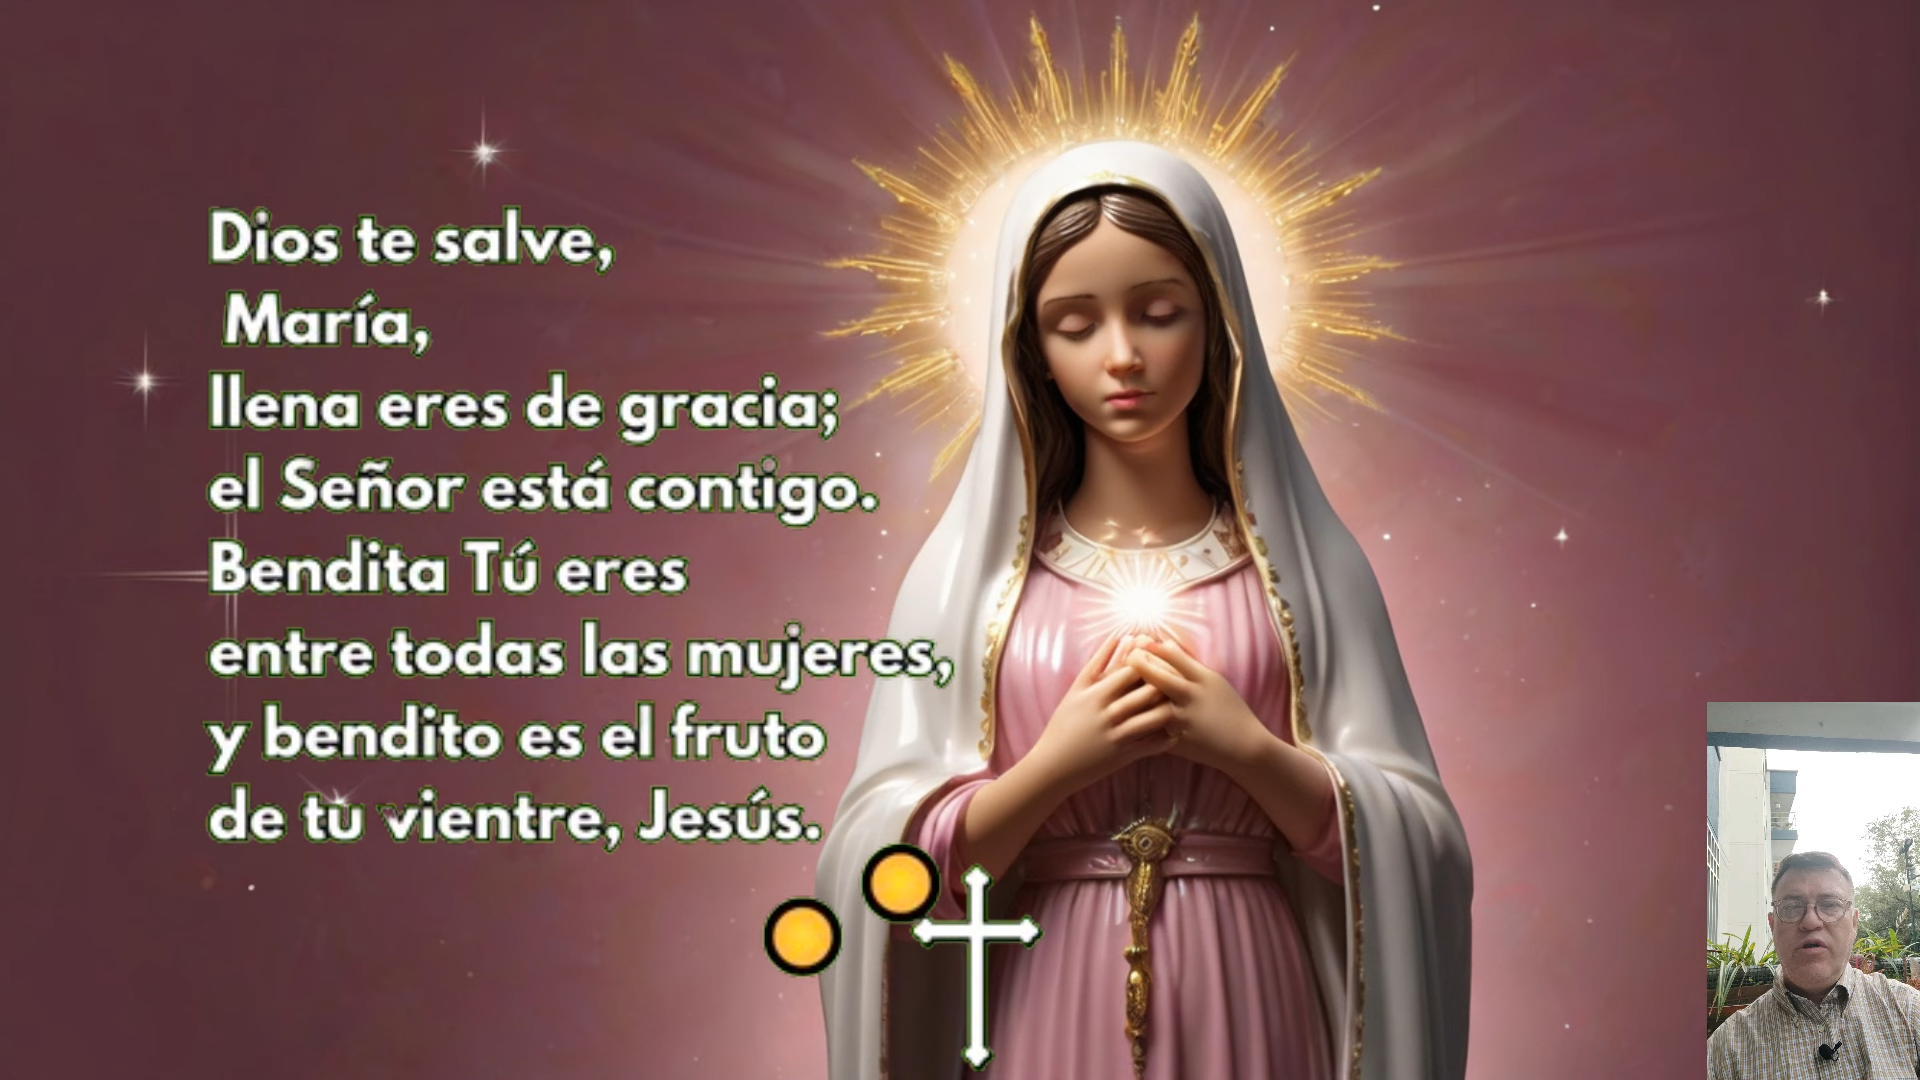 Dios te salve,
María,
llena eres de gracia;
el Señor está contigo.
Bendita Tú eres
entre todas las mujeres,
y bendito es el fruto
de tu vientre, Jesús.